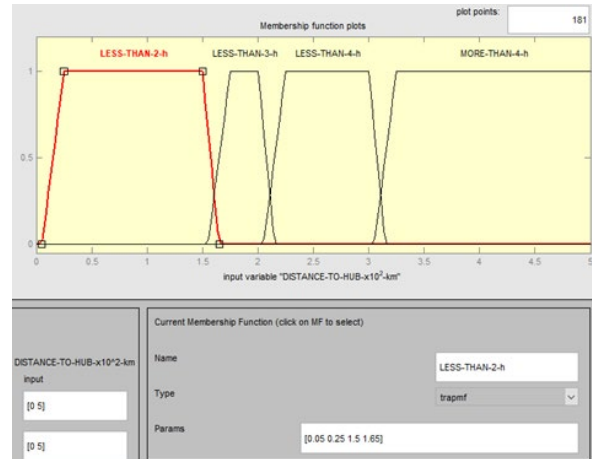 plot points:
181
Membership function plots
LESS-THAN-2-h
LESS-THAN-3-h
LESS-THAN-4-h
MORE-THAN-4-h
1
0.5
0
0
0.5
1
1.5
2
2.5
3
3.5
4
4.5
5
input variable "DISTANCE-TO-HUB-x10²-km"
Current Membership Function (click on MF to select)
DISTANCE-TO-HUB-x10^2-km
input
[0 5]
[0 5]
Name
LESS-THAN-2-h
Type
trapmf
Params
[0.05 0.25 1.5 1.65]